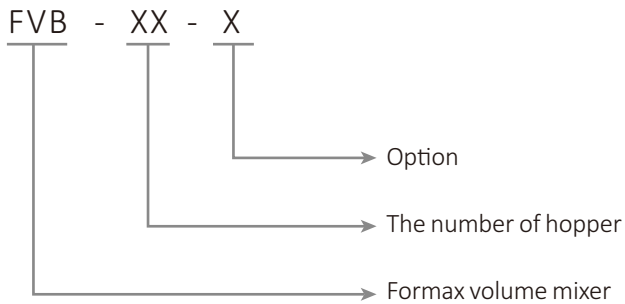 FVB - XX - X
Option
The number of hopper
Formax volume mixer